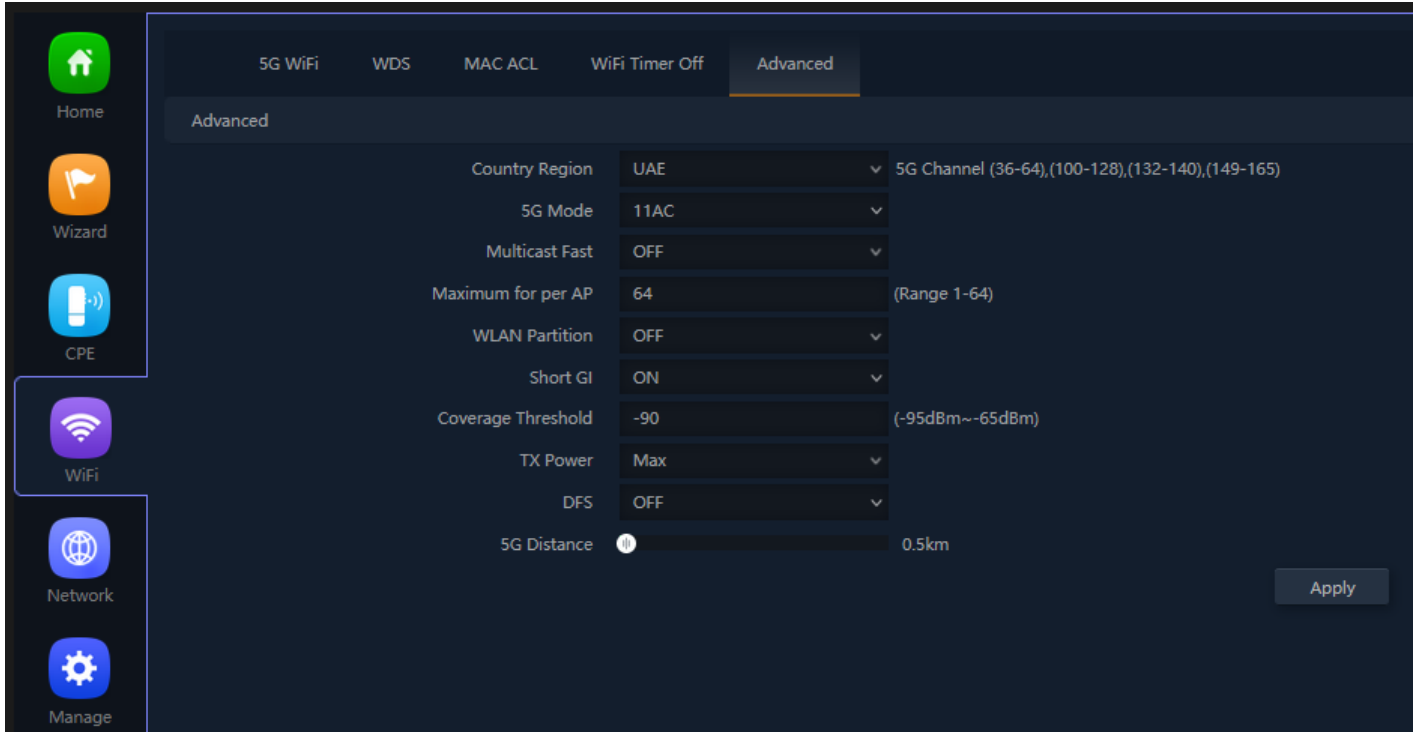 Home
Wizard
CPE
WiFi
Network
Manage
5G WiFi WDS MAC ACL WiFi Timer Off Advanced
Advanced
Country Region UAE 5G Channel (36-64),(100-128),(132-140),(149-165)
5G Mode 11AC
Multicast Fast OFF
Maximum for per AP 64 (Range 1-64)
WLAN Partition OFF
Short GI ON
Coverage Threshold -90 (-95dBm~-65dBm)
TX Power Max
DFS OFF
5G Distance 0.5km
Apply